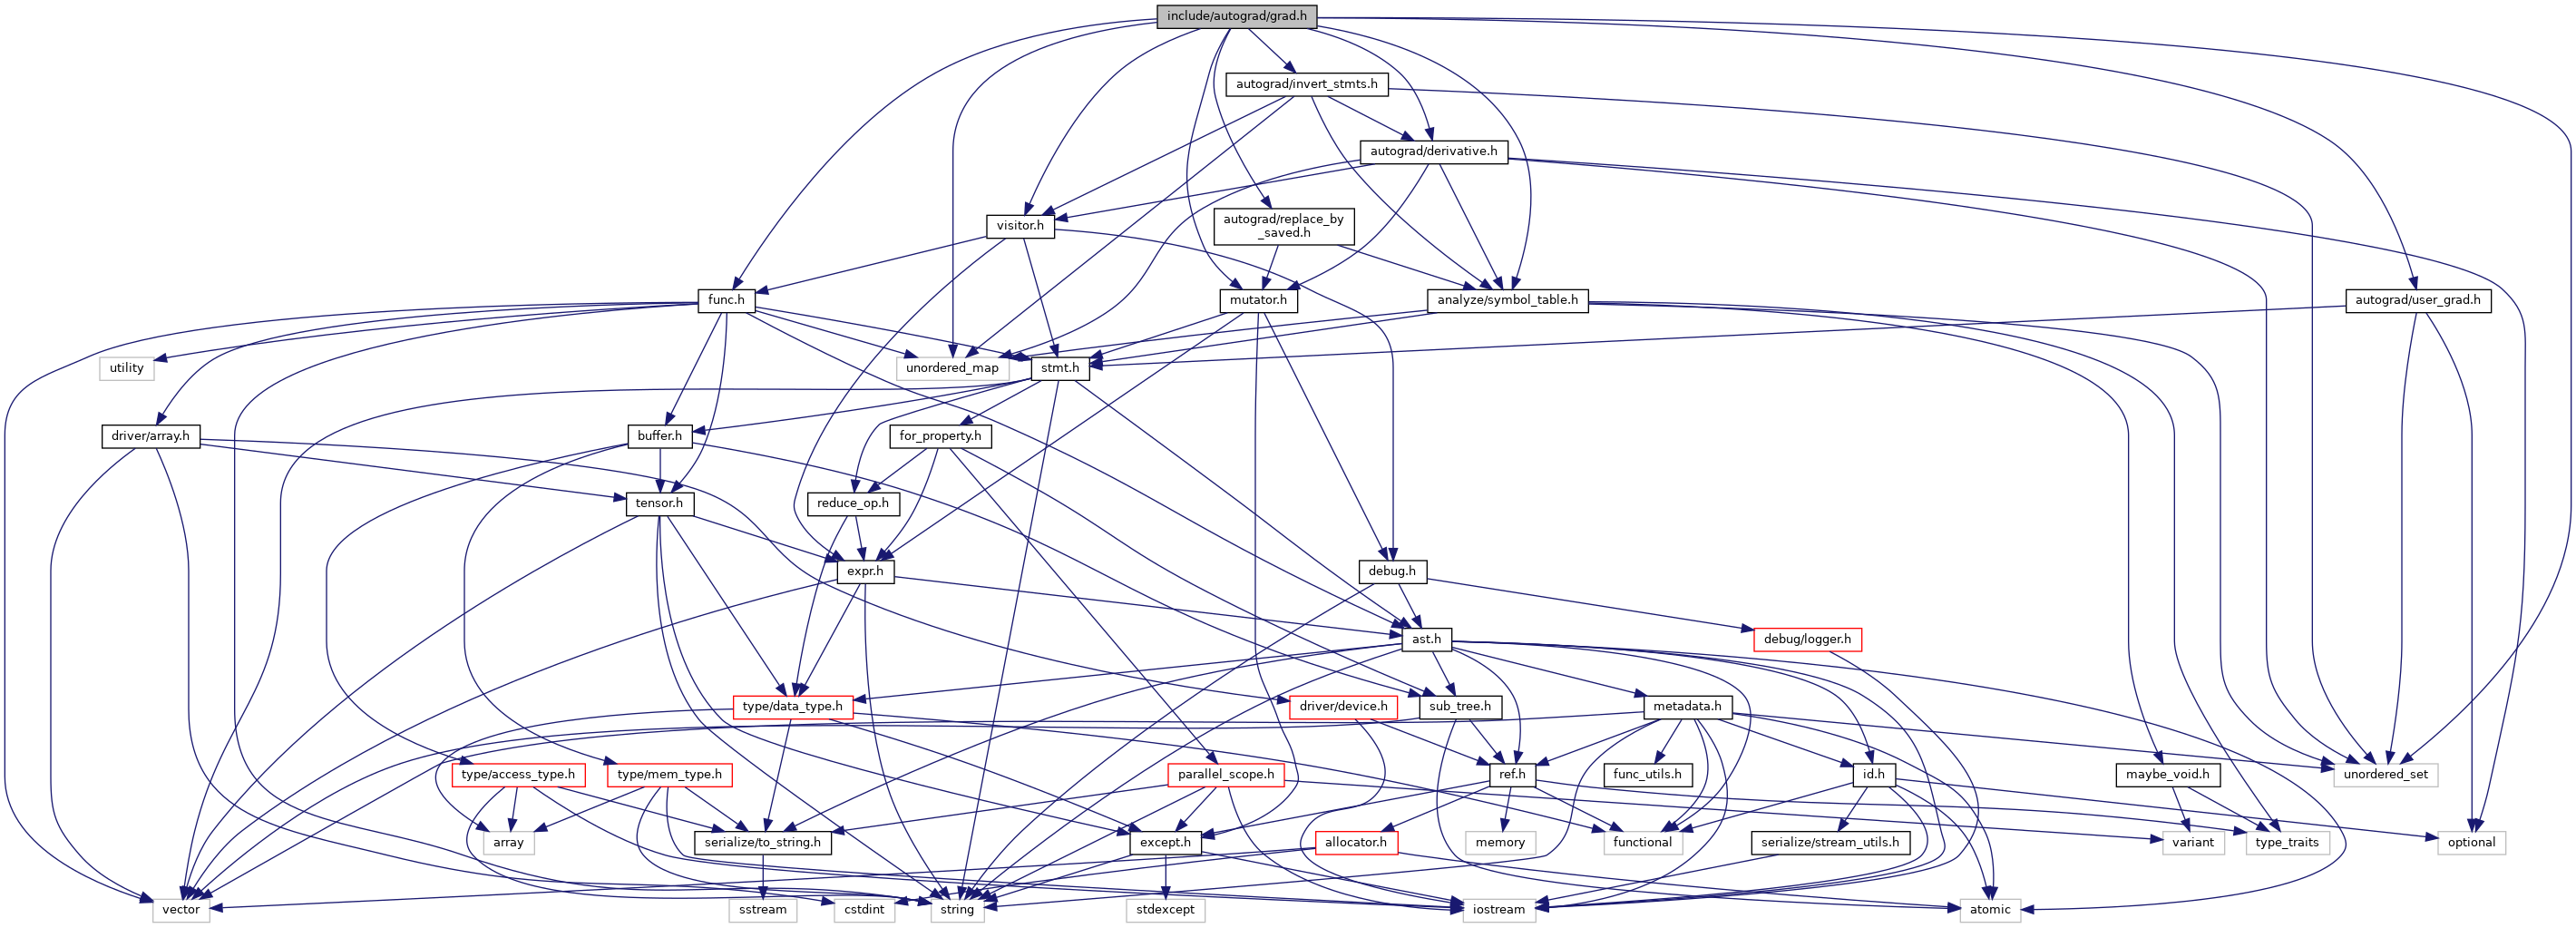 include/autograd/grad.h
autograd/invert_stmts.h
autograd/derivative.h
visitor.h
autograd/replace_by
_saved.h
func.h
mutator.h
analyze/symbol_table.h
autograd/user_grad.h
utility
unordered_map
stmt.h
driver/array.h
buffer.h
for_property.h
tensor.h
reduce_op.h
expr.h
debug.h
ast.h
debug/logger.h
type/data_type.h
driver/device.h
sub_tree.h
metadata.h
type/access_type.h
type/mem_type.h
parallel_scope.h
ref.h
func_utils.h
id.h
maybe_void.h
unordered_set
array
serialize/to_string.h
except.h
allocator.h
memory
functional
serialize/stream_utils.h
variant
type_traits
optional
vector
sstream
cstdint
string
stdexcept
iostream
atomic